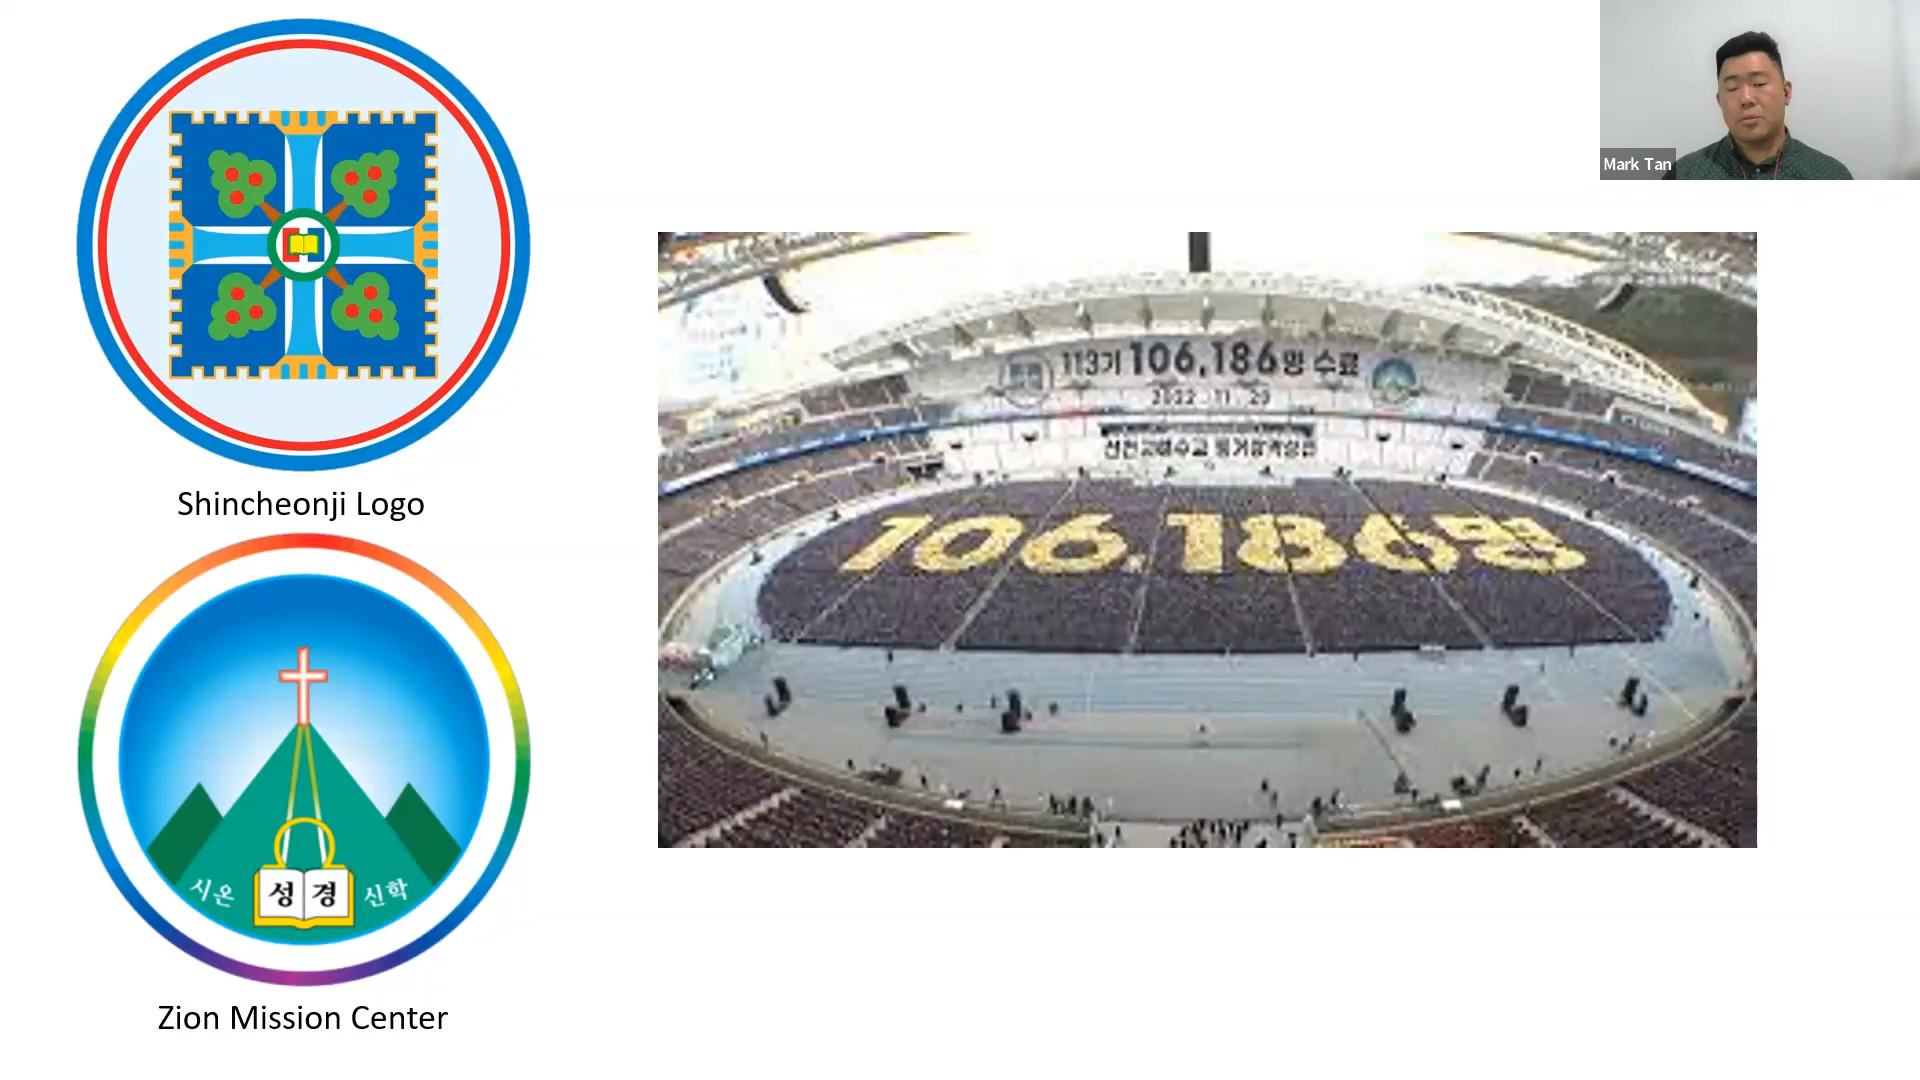 Mark Tan
113기 106,186명 수료
2022 11 20
106,186명
Shincheonji Logo
시온 성경 신학
Zion Mission Center